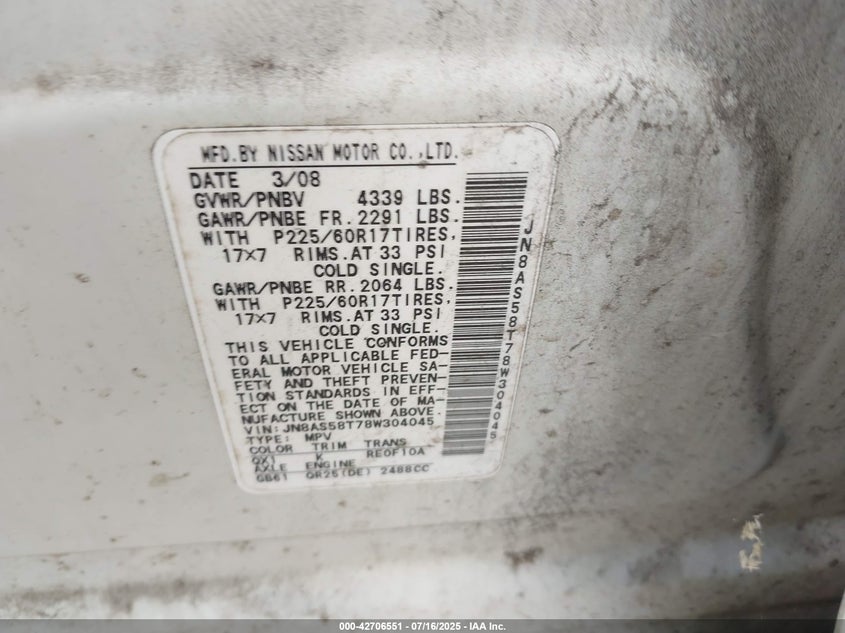 MFD.BY NISSAN MOTOR CO.,LTD.
DATE 3/08
GVWR/PNBV 4339 LBS.
GAWR/PNBE FR.2291 LBS.
WITH P225/60R17TIRES,
17×7 RIMS.AT 33 PSI
COLD SINGLE.
GAWR/PNBE RR.2064 LBS.
WITH P225/60R17TIRES,
17×7 RIMS.AT 33 PSI
COLD SINGLE.
THIS VEHICLE CONFORMS
TO ALL APPLICABLE FED-
ERAL MOTOR VEHICLE SA-
FETY AND THEFT PREVEN-
TION STANDARDS IN EFF-
ECT ON THE DATE OF MA-
NUFACTURE SHOWN ABOVE.
VIN: JN8AS58T78W304045
TYPE: MPV
COLOR TRIM TRANS
QX1 K RE0F10A
AXLE ENGINE
GB61 QR25(DE) 2488CC
JN8AS58T78W304045
000-42706551 - 07/16/2025 - IAA Inc.